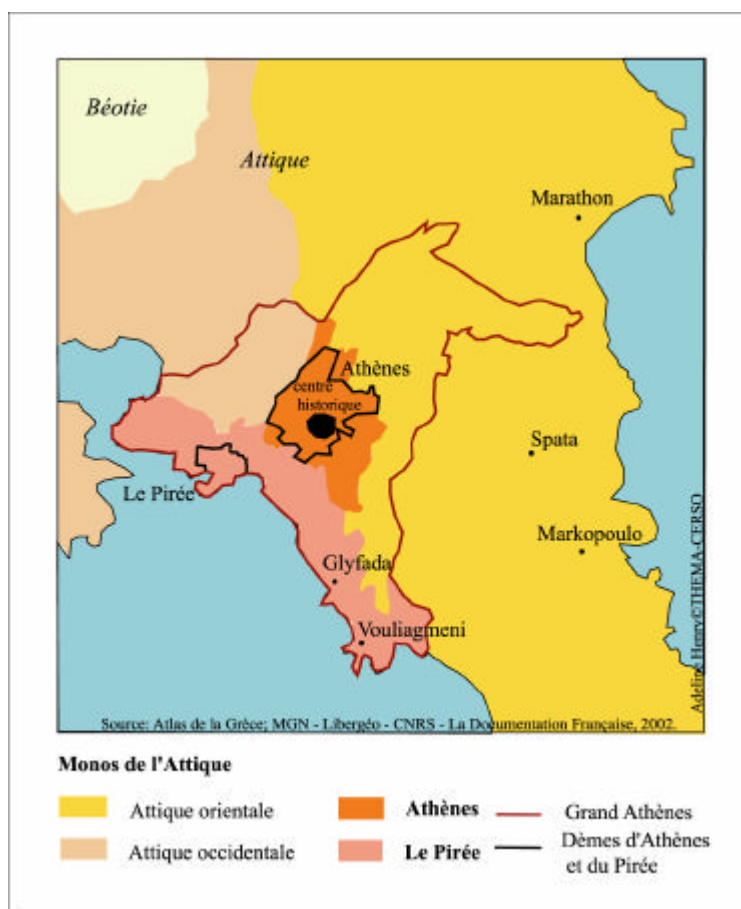 Béotie
Attique
Marathon
Athènes
centre
historique
Spata
Le Pirée
Markopoulo
Glyfada
Vouliagmeni
Adeline Henry©THEMA-CERSO
Source: Atlas de la Grèce; MGN - Libergéo - CNRS - La Documentation Française, 2002.
Monos de l'Attique
Attique orientale
Athènes
Grand Athènes
Attique occidentale
Le Pirée
Dèmes d'Athènes
et du Pirée